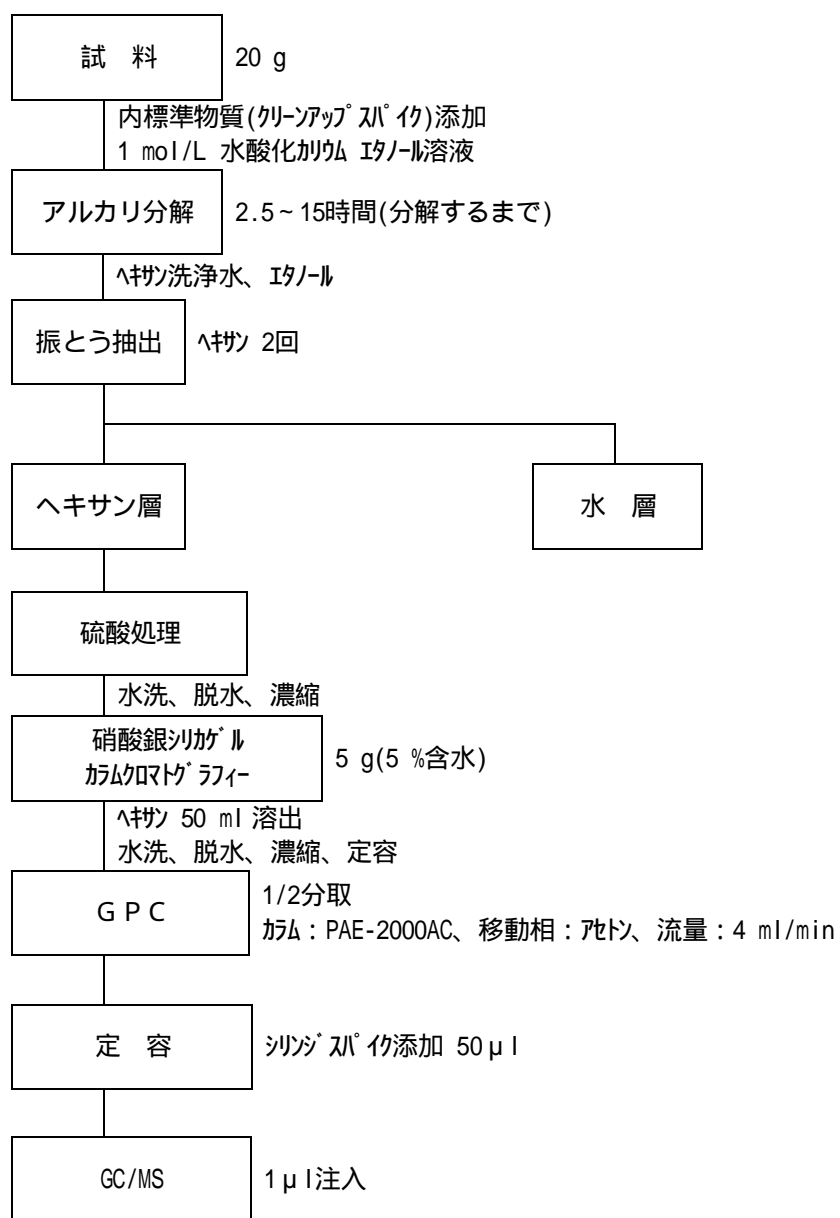 試　料
20 g
内標準物質(ｸﾘｰﾝｱｯﾌﾟｽﾊﾟｲｸ)添加
1 mol/L 水酸化ｶﾘｳﾑ ｴﾀﾉｰﾙ溶液
アルカリ分解
2.5~15時間(分解するまで)
ﾍｷｻﾝ洗浄水、ｴﾀﾉｰﾙ
振とう抽出
ﾍｷｻﾝ 2回
ヘキサン層
水　層
硫酸処理
水洗、脱水、濃縮
硝酸銀ｼﾘｶｹﾞﾙ
ｶﾗﾑｸﾛﾏﾄｸﾞﾗﾌｨｰ
5 g(5 %含水)
ﾍｷｻﾝ 50 ml 溶出
水洗、脱水、濃縮、定容
ＧＰＣ
1/2分取
ｶﾗﾑ：PAE-2000AC、移動相：ｱｾﾄﾝ、流量：4 ml/min
定　容
ｼﾘﾝｼﾞｽﾊﾟｲｸ添加 50μl
GC/MS
1μl注入